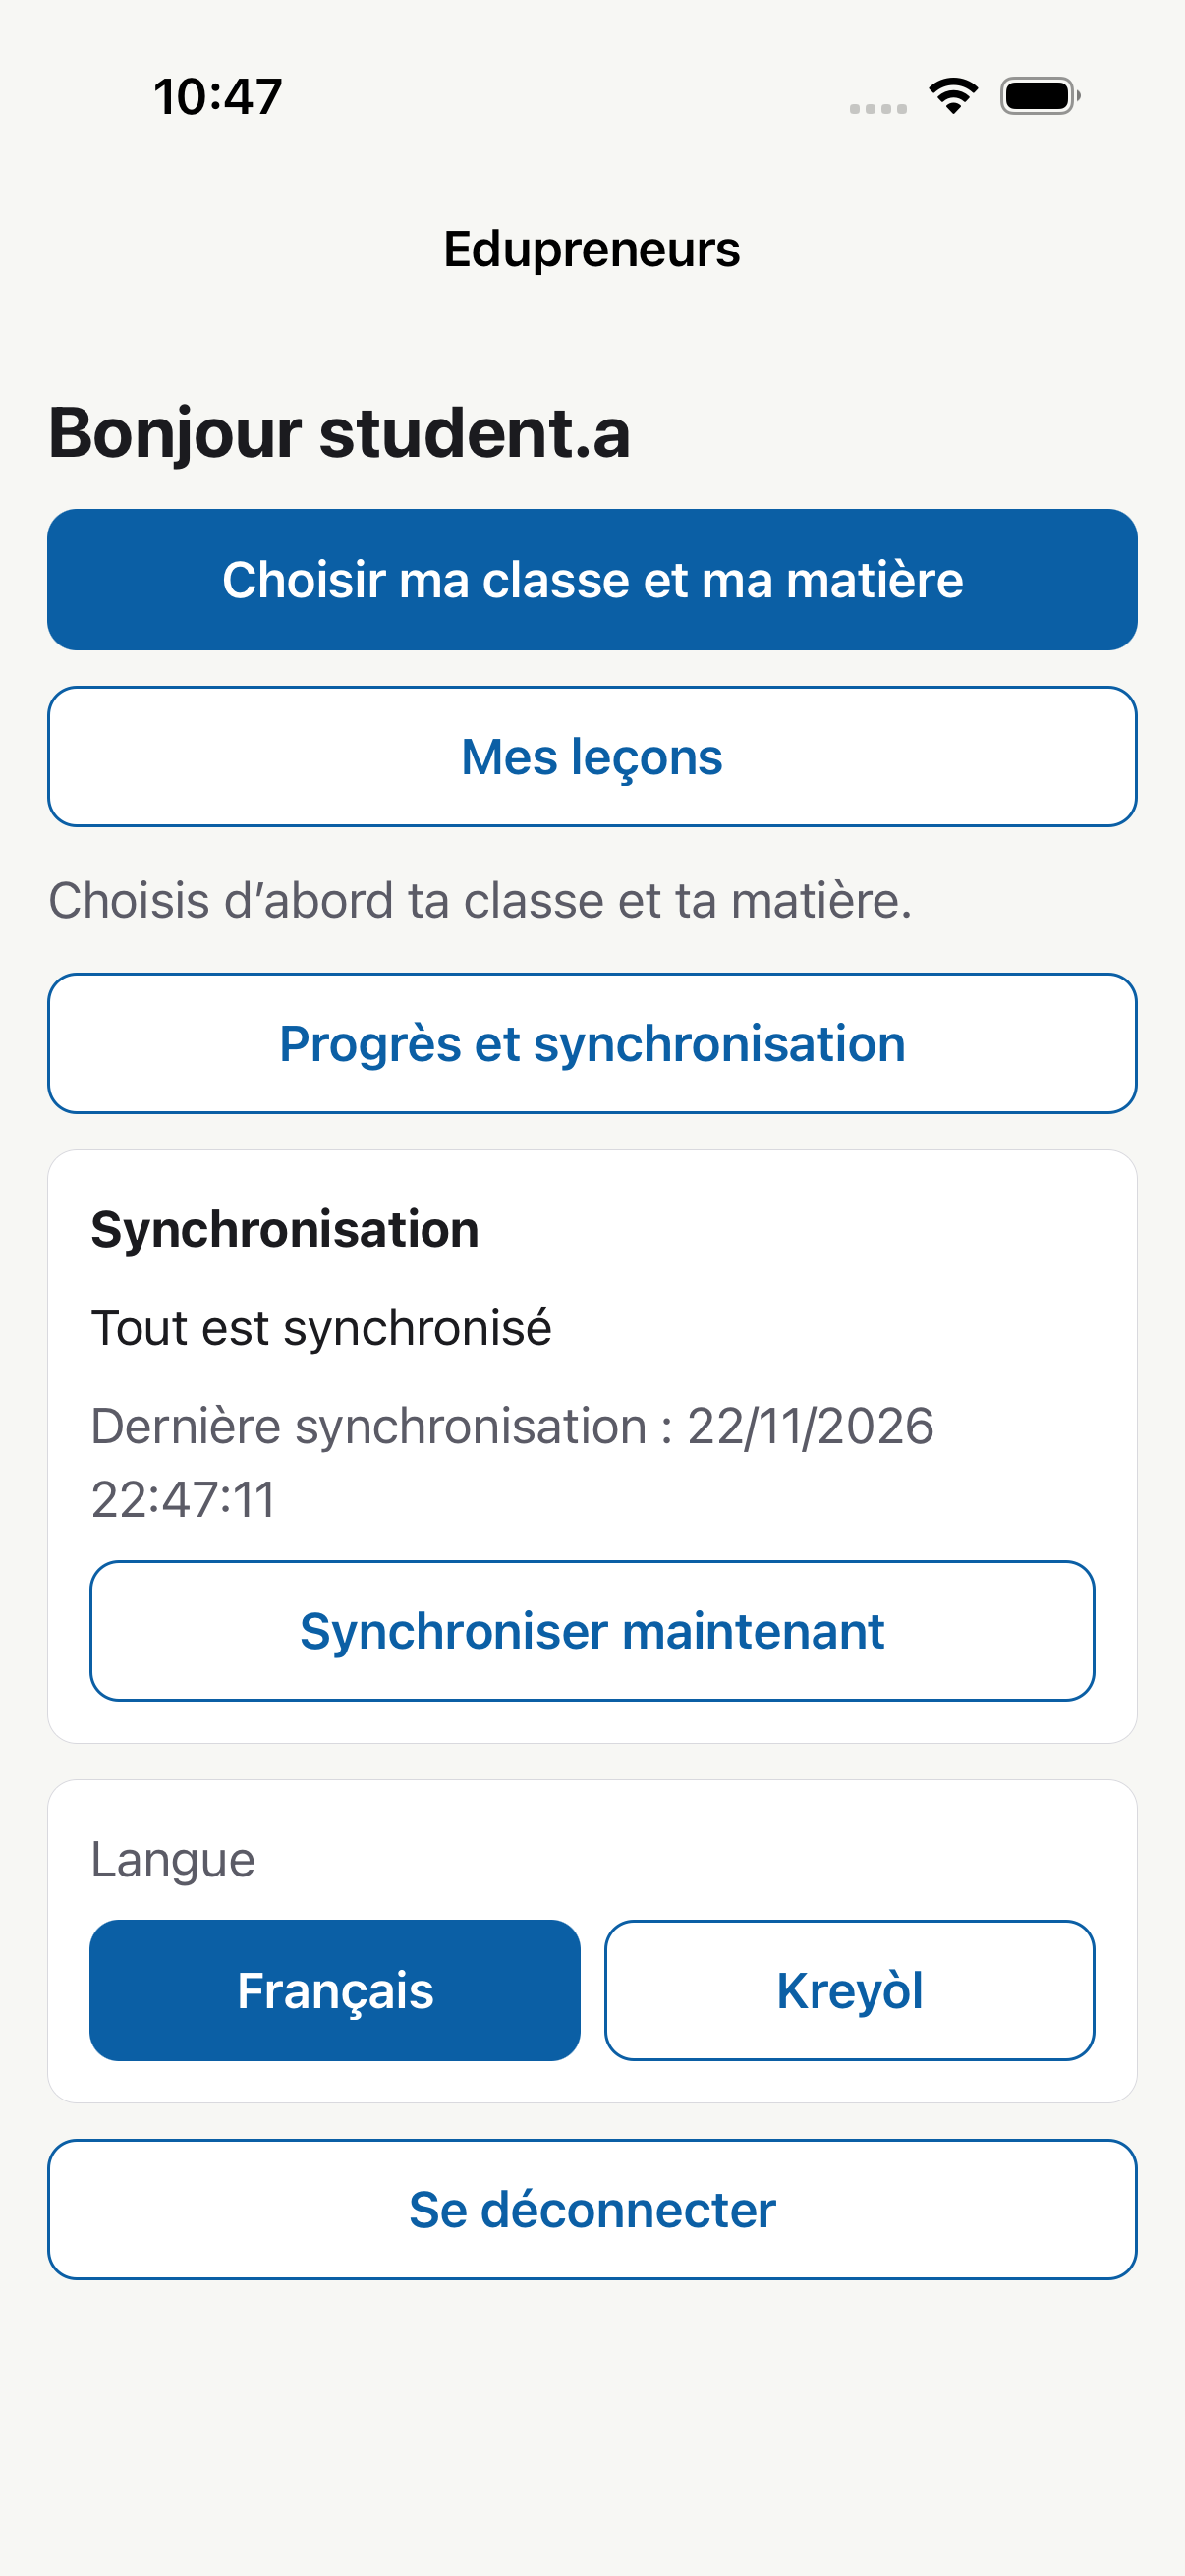 10:47
Edupreneurs
Bonjour student.a
Choisir ma classe et ma matière
Mes leçons
Choisis d’abord ta classe et ta matière.
Progrès et synchronisation
Synchronisation
Tout est synchronisé
Dernière synchronisation : 22/11/2026
22:47:11
Synchroniser maintenant
Langue
Français
Kreyòl
Se déconnecter